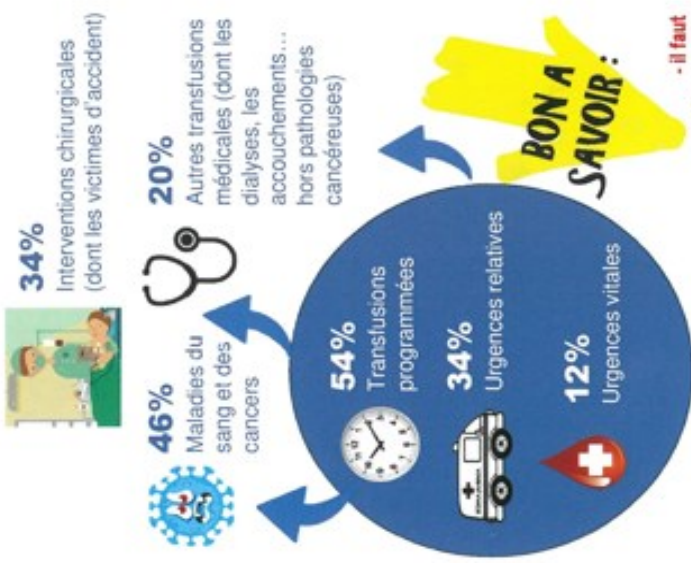 34%
Interventions chirurgicales
(dont les victimes d'accident)
46%
Maladies du
sang et des
cancers
20%
Autres transfusions
médicales (dont les
dialyses, les
accouchements...
hors pathologies
cancéreuses)
54%
Transfusions
programmées
34%
Urgences relatives
12%
Urgences vitales
BON A
SAVOIR :
- il faut